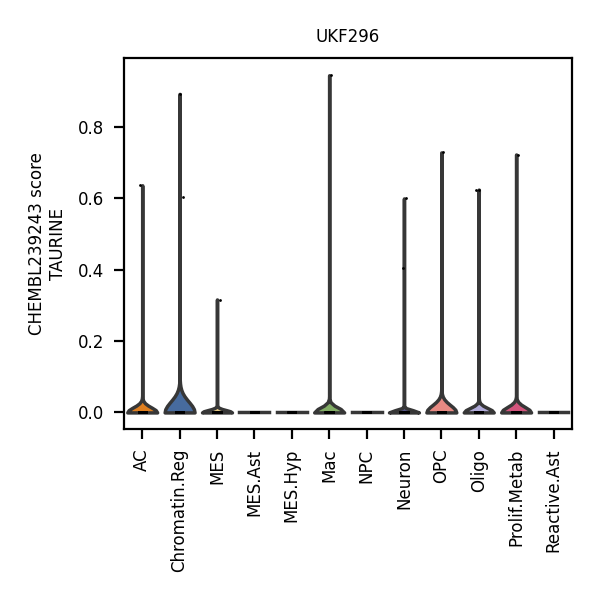 UKF296
CHEMBL239243 score
TAURINE
0.8
0.6
0.4
0.2
0.0
AC
Chromatin.Reg
MES
MES.Ast
MES.Hyp
Mac
NPC
Neuron
OPC
Oligo
Prolif.Metab
Reactive.Ast